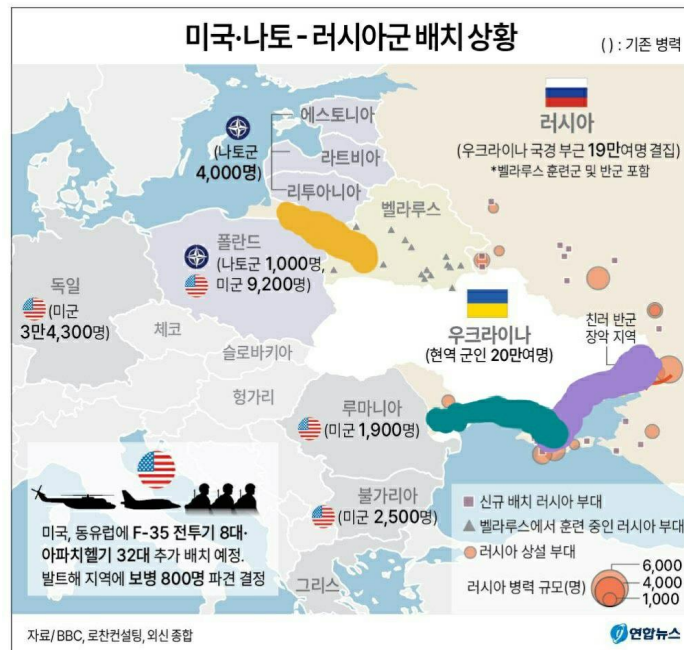 미국·나토 - 러시아군 배치 상황
( ) : 기존 병력
에스토니아
라트비아
리투아니아
(나토군
4,000명)
러시아
(우크라이나 국경 부근 19만여명 결집)
*벨라루스 훈련군 및 반군 포함
벨라루스
폴란드
(나토군 1,000명,
미군 9,200명)
독일
(미군
3만4,300명)
체코
슬로바키아
헝가리
우크라이나
(현역 군인 20만여명)
친러 반군
장악 지역
루마니아
(미군 1,900명)
불가리아
(미군 2,500명)
그리스
미국, 동유럽에 F-35 전투기 8대·
아파치헬기 32대 추가 배치 예정.
발트해 지역에 보병 800명 파견 결정
신규 배치 러시아 부대
벨라루스에서 훈련 중인 러시아 부대
러시아 상설 부대
러시아 병력 규모(명)
6,000
4,000
1,000
자료/ BBC, 로찬컨설팅, 외신 종합
연합뉴스